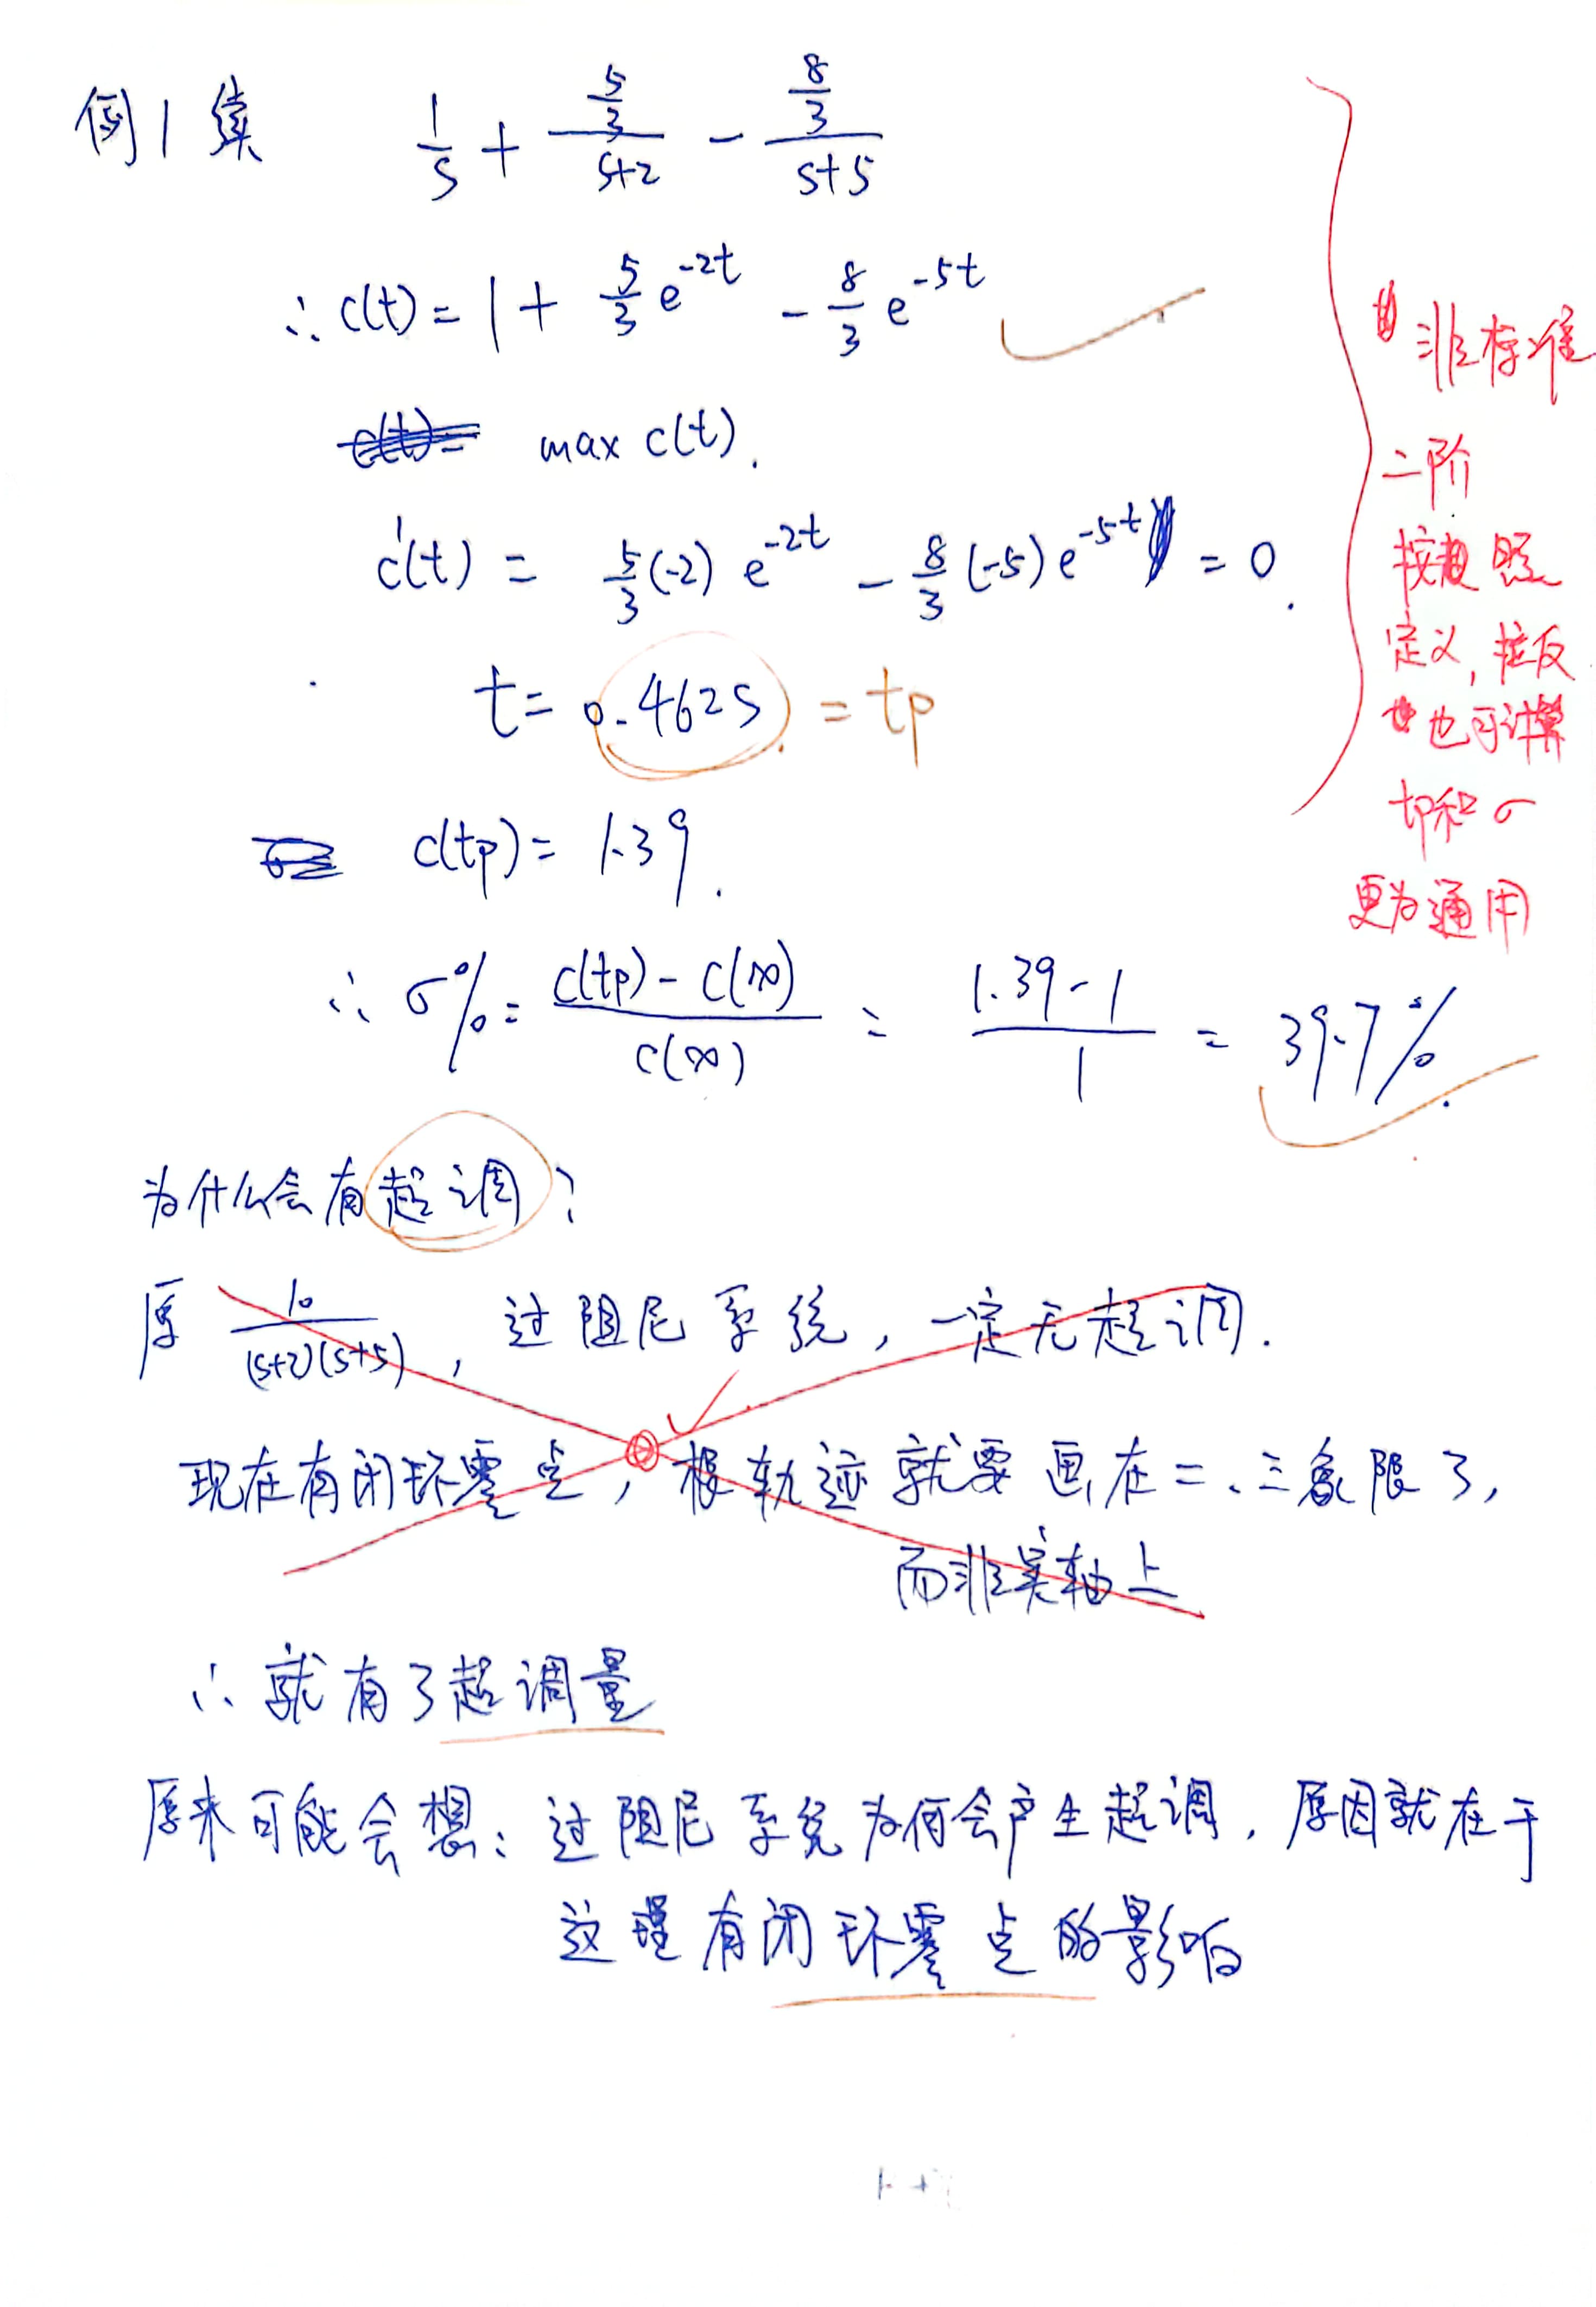 例1续 \frac{1}{s} + \frac{\frac{5}{3}}{s+2} - \frac{\frac{8}{3}}{s+5}
∴ c(t) = 1 + \frac{5}{3} e^{-2t} - \frac{8}{3} e^{-5t}
max c(t).
c'(t) = \frac{5}{3}(-2) e^{-2t} - \frac{8}{3}(-5) e^{-5t} = 0.
t = 0.462s = tp
c(tp) = 1.39.
∴ σ% = \frac{c(tp) - c(∞)}{c(∞)} = \frac{1.39 - 1}{1} = 39.7%.
非标准
二阶
按照
定义,拉反
也可计算
tp和σ
更为通用
为什么会有超调?
原 \frac{10}{(s+2)(s+5)}, 过阻尼系统,一定无超调.
现在有闭环零点,根轨迹就要画在二、三象限了,
而非实轴上
∴ 就有了超调量
原来可能会想:过阻尼系统为何会产生超调,原因就在于
这里有闭环零点的影响